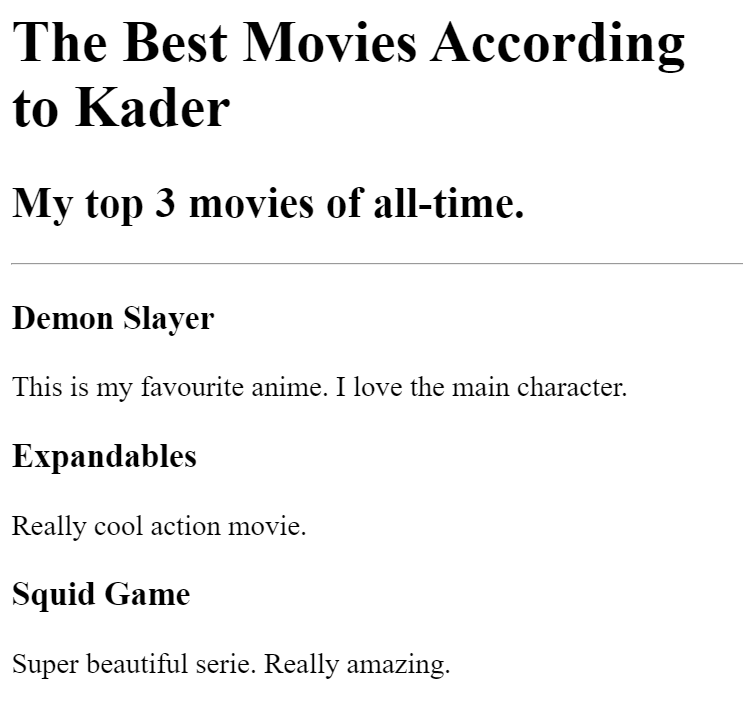 The Best Movies According
to Kader
My top 3 movies of all-time.
Demon Slayer
This is my favourite anime. I love the main character.
Expandables
Really cool action movie.
Squid Game
Super beautiful serie. Really amazing.